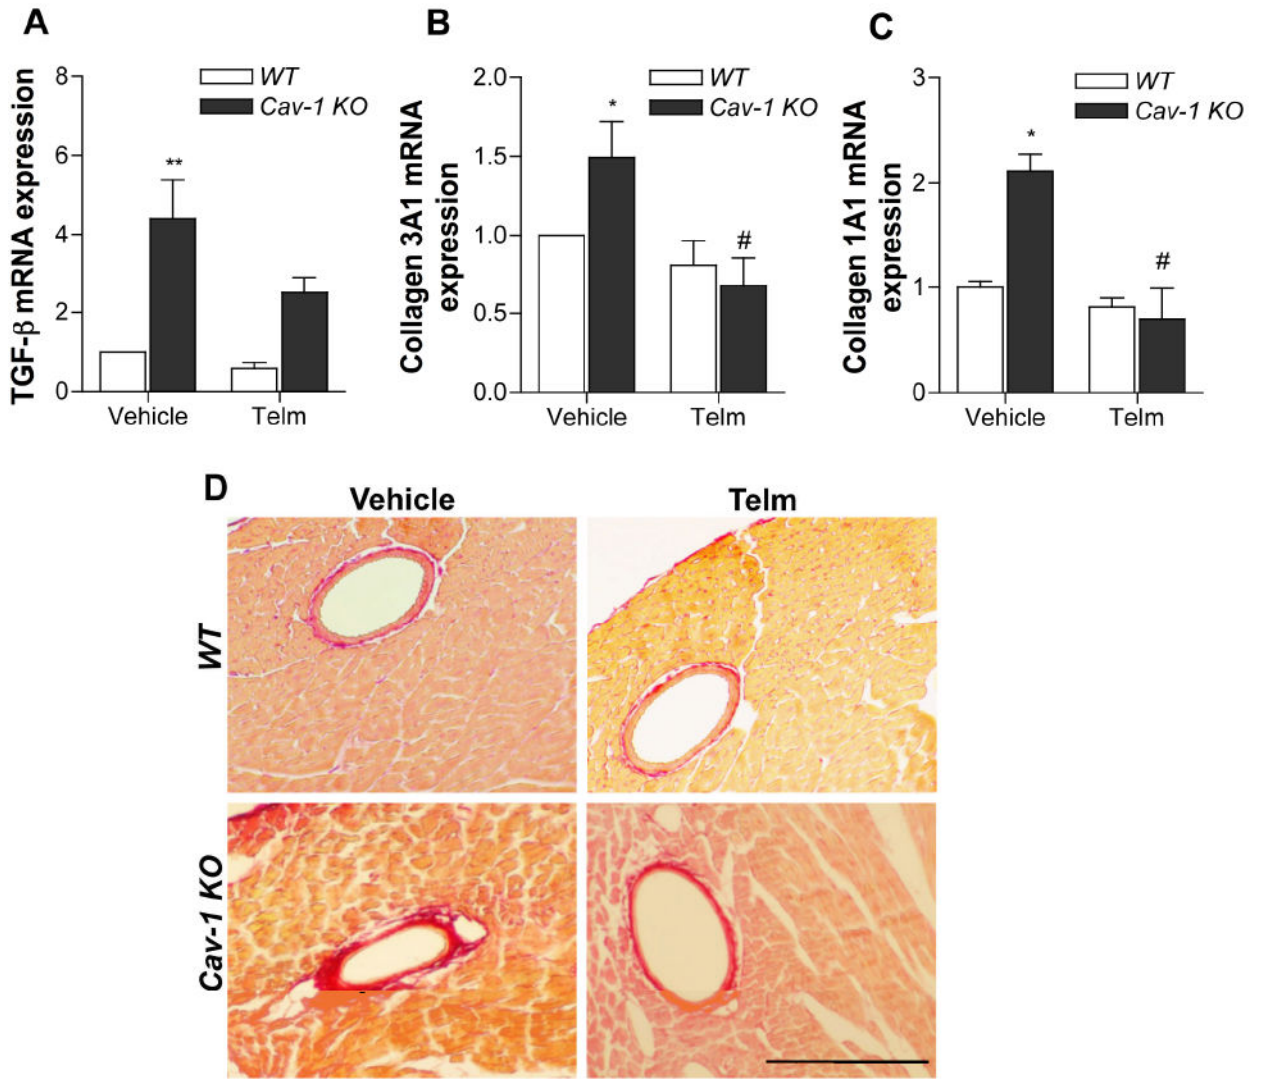 A
TGF-β mRNA expression
8
6
4
2
0
WT
Cav-1 KO
**
Vehicle
Telm
B
Collagen 3A1 mRNA
expression
2.0
1.5
1.0
0.5
0.0
WT
Cav-1 KO
*
#
Vehicle
Telm
C
Collagen 1A1 mRNA
expression
3
2
1
0
WT
Cav-1 KO
*
#
Vehicle
Telm
D
Vehicle
Telm
WT
Cav-1 KO